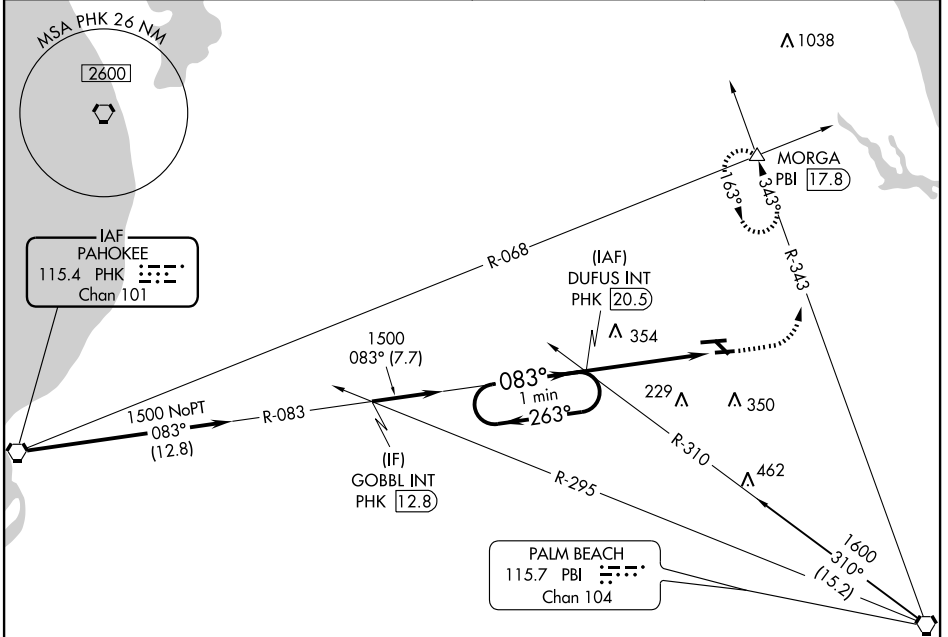 MSA PHK 26 NM
2600
1038
MORGA
PBI 17.8
163°
343°
IAF
PAHOKEE
115.4 PHK
Chan 101
R-068
R-343
(IAF)
DUFUS INT
PHK 20.5
354
1500
083° (7.7)
083°
1 min
263°
229
350
1500 NoPT
083°
(12.8)
R-083
(IF)
GOBBL INT
PHK 12.8
R-310
R-295
462
PALM BEACH
115.7 PBI
Chan 104
1600
310°
(15.2)